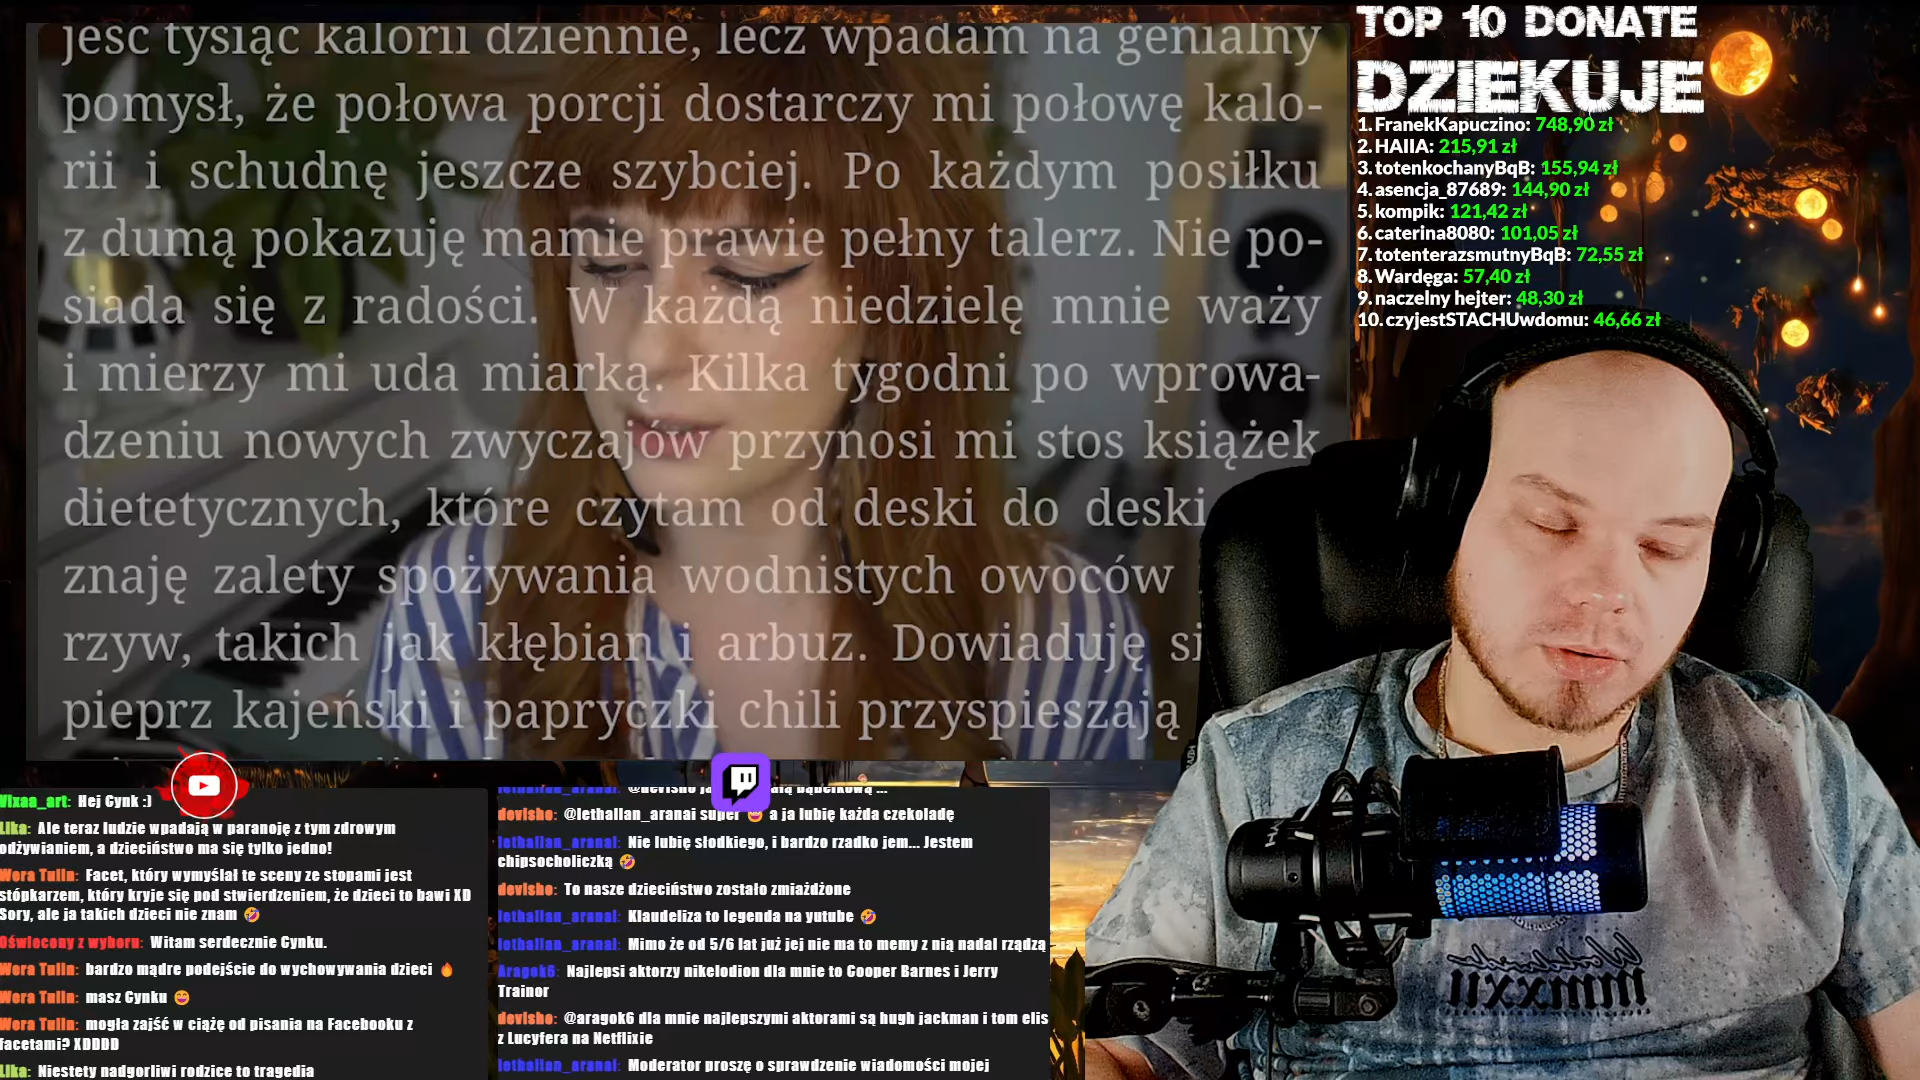 jeść tysiąc kalorii dziennie, lecz wpadam na genialny
pomysł, że połowa porcji dostarczy mi połowę kalo-
rii i schudnę jeszcze szybciej. Po każdym posiłku
z dumą pokazuję mamie prawie pełny talerz. Nie po-
siada się z radości. W każdą niedzielę mnie waży
i mierzy mi uda miarką. Kilka tygodni po wprowa-
dzeniu nowych zwyczajów przynosi mi stos książek
dietetycznych, które czytam od deski do deski
znaję zalety spożywania wodnistych owoców
rzyw, takich jak kłębian i arbuz. Dowiaduję
pieprz kajeński i papryczki chili przyspieszają
TOP 10 DONATE
DZIEKUJE
1. FranekKapuczino: 748,90 zł
2. HAIIA: 215,91 zł
3. totenkochanyBqB: 155,94 zł
4. asencja_87689: 144,90 zł
5. kompik: 121,42 zł
6. caterina8080: 101,05 zł
7. totenterazsmutnyBqB: 72,55 zł
8. Wardęga: 57,40 zł
9. naczelny hejter: 48,30 zł
10. czyjestSTACHUwdomu: 46,66 zł
Vixaa_art: Hej Cynk :)
Lika: Ale teraz ludzie wpadają w paranoję z tym zdrowym
odżywianiem, a dzieciństwo ma się tylko jedno!
Wera Tulin: Facet, który wymyślał te sceny ze stopami jest
stópkarzem, który kryje się pod stwierdzeniem, że dzieci to bawi XD
Sory, ale ja takich dzieci nie znam 🤣
Oświecony z wyboru: Witam serdecznie Cynku.
Wera Tulin: bardzo mądre podejście do wychowywania dzieci 🔥
Wera Tulin: masz Cynku 😄
Wera Tulin: mogła zajść w ciążę od pisania na Facebooku z
facetami? XDDDD
Lika: Niestety nadgorliwi rodzice to tragedia
lethallan_aranai: @devisho
devisho: @lethallan_aranai super 😄 a ja lubię każda czekoladę
lethallan_aranai: Nie lubię słodkiego, i bardzo rzadko jem... Jestem
chipsocholiczką 🤣
devisho: To nasze dzieciństwo zostało zmiażdżone
lethallan_aranai: Klaudeliza to legenda na yutube 🤣
lethallan_aranai: Mimo że od 5/6 lat już jej nie ma to memy z nią nadal rządzą
Aragok6: Najlepsi aktorzy nikelodion dla mnie to Cooper Barnes i Jerry
Trainor
devisho: @aragok6 dla mnie najlepszymi aktorami są hugh jackman i tom elis
z Lucyfera na Netflixie
lethallan_aranai: Moderator proszę o sprawdzenie wiadomości mojej